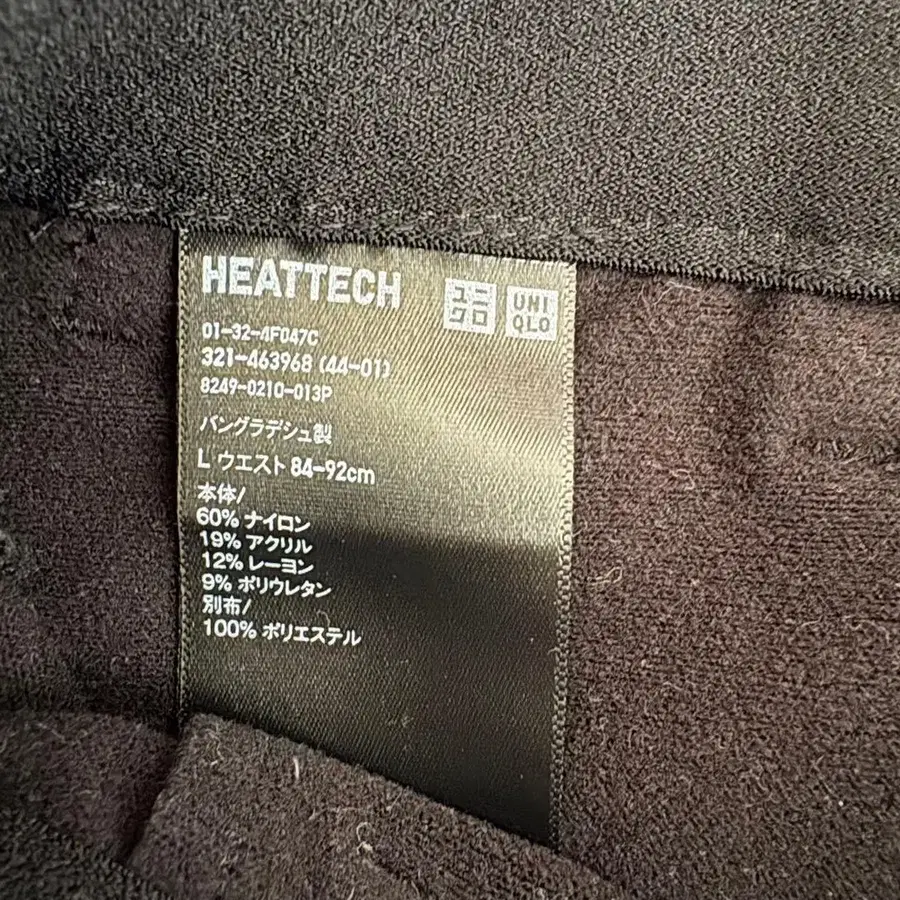 HEATTECH
ユニクロ
UNIQLO
01-32-4F047C
321-463968 (44-01)
8249-0210-013P
バングラデシュ製
L ウエスト 84-92cm
本体/
60% ナイロン
19% アクリル
12% レーヨン
9% ポリウレタン
別布/
100% ポリエステル